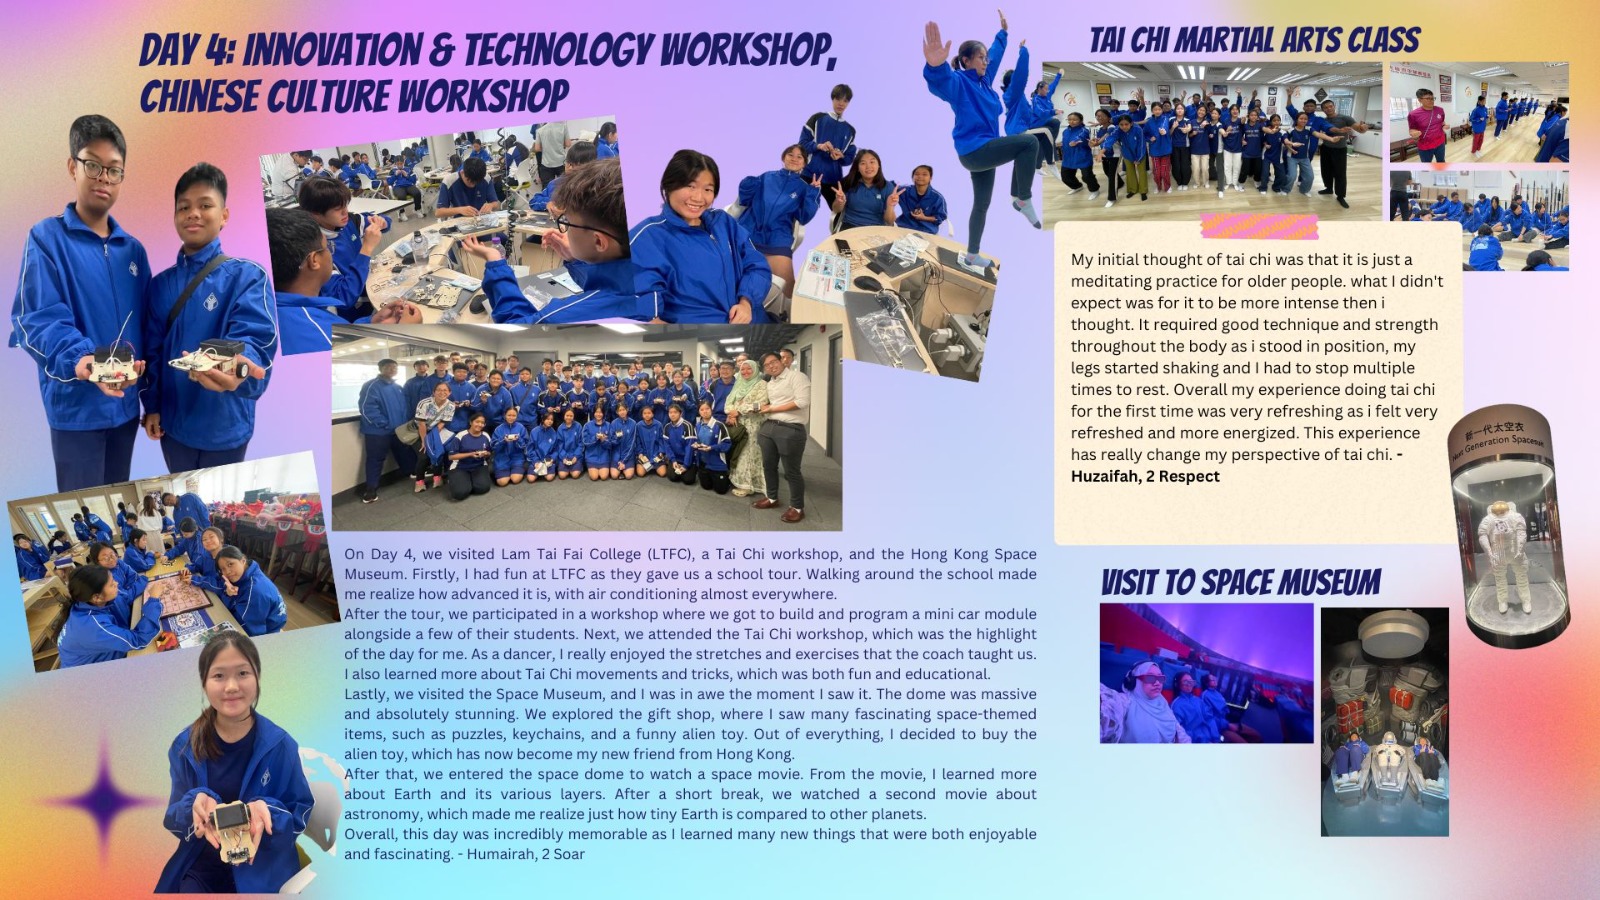 DAY 4: INNOVATION & TECHNOLOGY WORKSHOP,
CHINESE CULTURE WORKSHOP
On Day 4, we visited Lam Tai Fai College (LTFC), a Tai Chi workshop, and the Hong Kong Space
Museum. Firstly, I had fun at LTFC as they gave us a school tour. Walking around the school made
me realize how advanced it is, with air conditioning almost everywhere.
After the tour, we participated in a workshop where we got to build and program a mini car module
alongside a few of their students. Next, we attended the Tai Chi workshop, which was the highlight
of the day for me. As a dancer, I really enjoyed the stretches and exercises that the coach taught us.
I also learned more about Tai Chi movements and tricks, which was both fun and educational.
Lastly, we visited the Space Museum, and I was in awe the moment I saw it. The dome was massive
and absolutely stunning. We explored the gift shop, where I saw many fascinating space-themed
items, such as puzzles, keychains, and a funny alien toy. Out of everything, I decided to buy the
alien toy, which has now become my new friend from Hong Kong.
After that, we entered the space dome to watch a space movie. From the movie, I learned more
about Earth and its various layers. After a short break, we watched a second movie about
astronomy, which made me realize just how tiny Earth is compared to other planets.
Overall, this day was incredibly memorable as I learned many new things that were both enjoyable
and fascinating. - Humairah, 2 Soar
TAI CHI MARTIAL ARTS CLASS
My initial thought of tai chi was that it is just a
meditating practice for older people. what I didn't
expect was for it to be more intense then i
thought. It required good technique and strength
throughout the body as i stood in position, my
legs started shaking and I had to stop multiple
times to rest. Overall my experience doing tai chi
for the first time was very refreshing as i felt very
refreshed and more energized. This experience
has really change my perspective of tai chi. -
Huzaifah, 2 Respect
新一代太空衣
Next Generation Spacesuit
VISIT TO SPACE MUSEUM